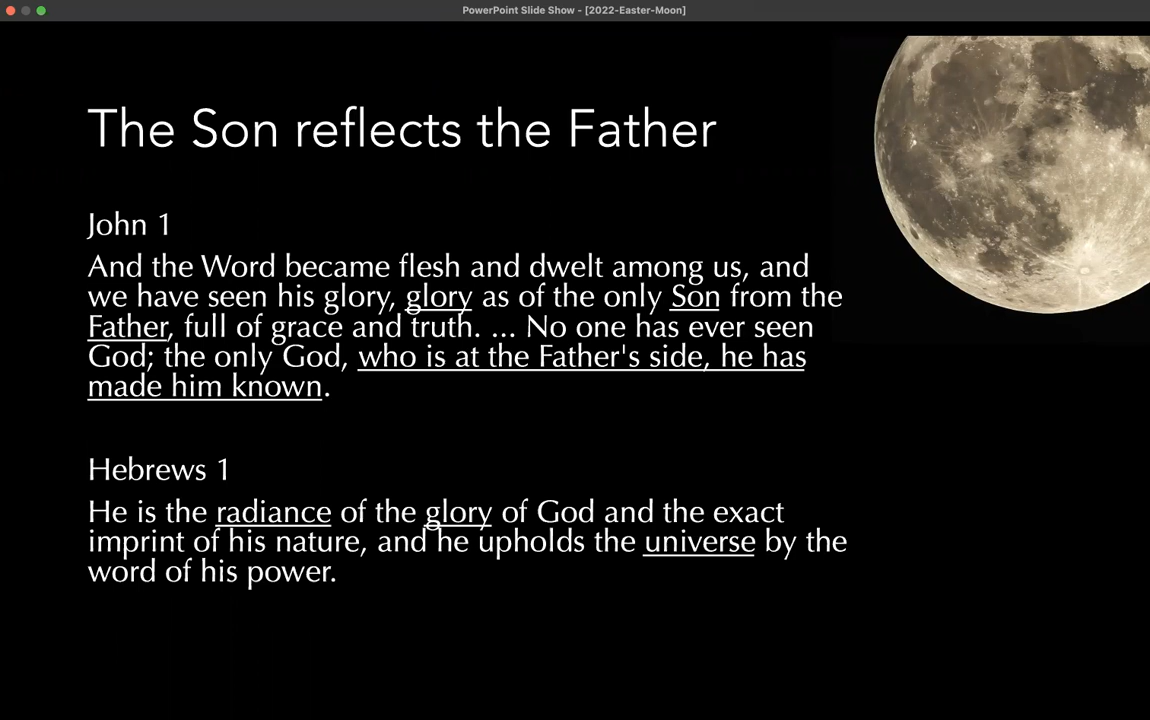 PowerPoint Slide Show - [2022-Easter-Moon]
The Son reflects the Father
John 1
And the Word became flesh and dwelt among us, and
we have seen his glory, glory as of the only Son from the
Father, full of grace and truth. ... No one has ever seen
God; the only God, who is at the Father's side, he has
made him known.
Hebrews 1
He is the radiance of the glory of God and the exact
imprint of his nature, and he upholds the universe by the
word of his power.